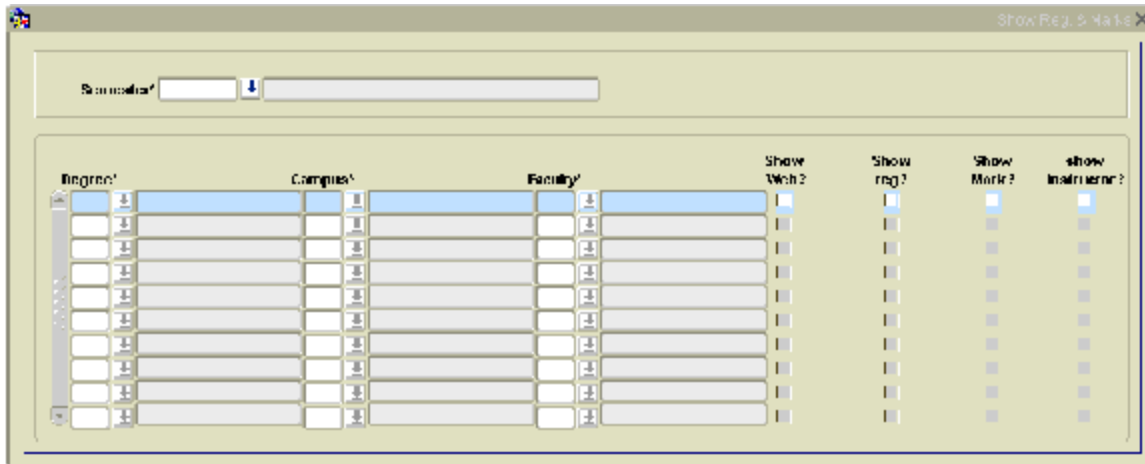 Show Reg. & Marks
Semester*
Degree* Campus* Faculty* Show Web? Show reg? Show Mark? show instructor?